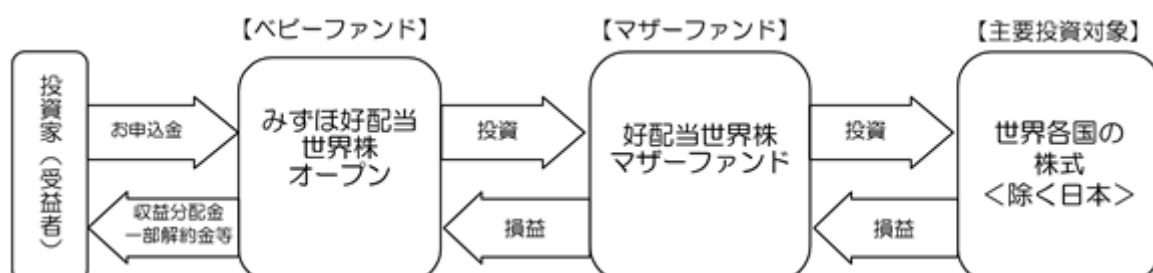 【ベビーファンド】
【マザーファンド】
【主要投資対象】
投資家（受益者）
お申込金
収益分配金
一部解約金等
みずほ好配当
世界株
オープン
投資
損益
好配当世界株
マザーファンド
投資
損益
世界各国の
株式
＜除く日本＞